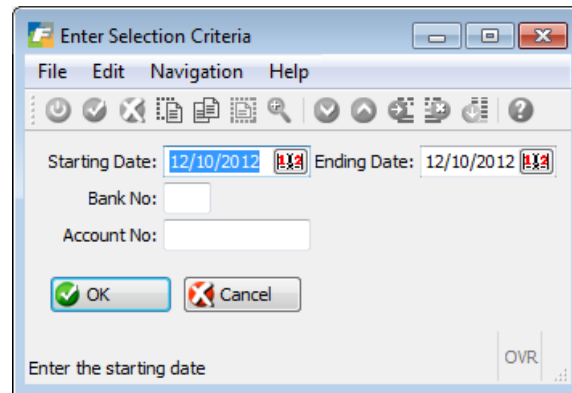 Enter Selection Criteria
File Edit Navigation Help
Starting Date: 12/10/2012 Ending Date: 12/10/2012
Bank No:
Account No:
OK Cancel
Enter the starting date OVR